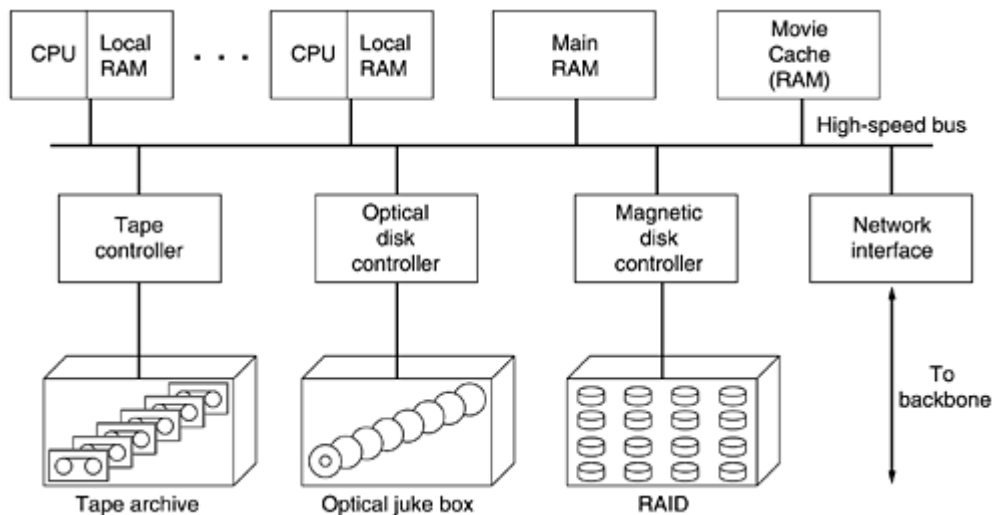 CPU
Local
RAM
. . .
CPU
Local
RAM
Main
RAM
Movie
Cache
(RAM)
High-speed bus
Tape
controller
Optical
disk
controller
Magnetic
disk
controller
Network
interface
To
backbone
Tape archive
Optical juke box
RAID